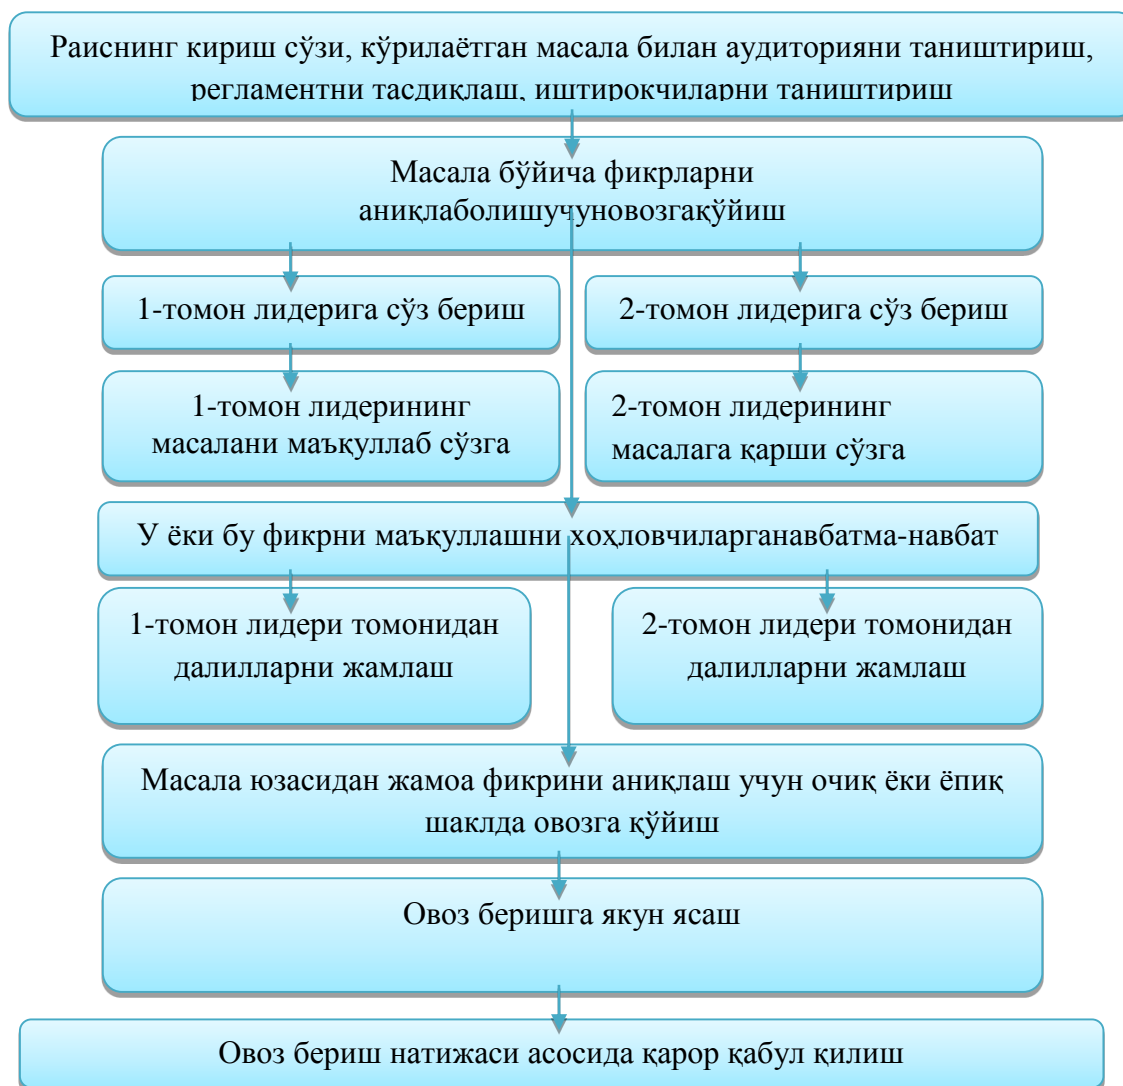 Раиснинг кириш сўзи, кўрилаётган масала билан аудиторияни таништириш,
регламентни тасдиқлаш, иштирокчиларни таништириш
Масала бўйича фикрларни
аниқлаболишучуновозгақўйиш
1-томон лидерига сўз бериш
2-томон лидерига сўз бериш
1-томон лидерининг
масалани маъқуллаб сўзга
2-томон лидерининг
масалага қарши сўзга
У ёки бу фикрни маъқуллашни хоҳловчиларганавбатма-навбат
1-томон лидери томонидан
далилларни жамлаш
2-томон лидери томонидан
далилларни жамлаш
Масала юзасидан жамоа фикрини аниқлаш учун очиқ ёки ёпиқ
шаклда овозга қўйиш
Овоз беришга якун ясаш
Овоз бериш натижаси асосида қарор қабул қилиш